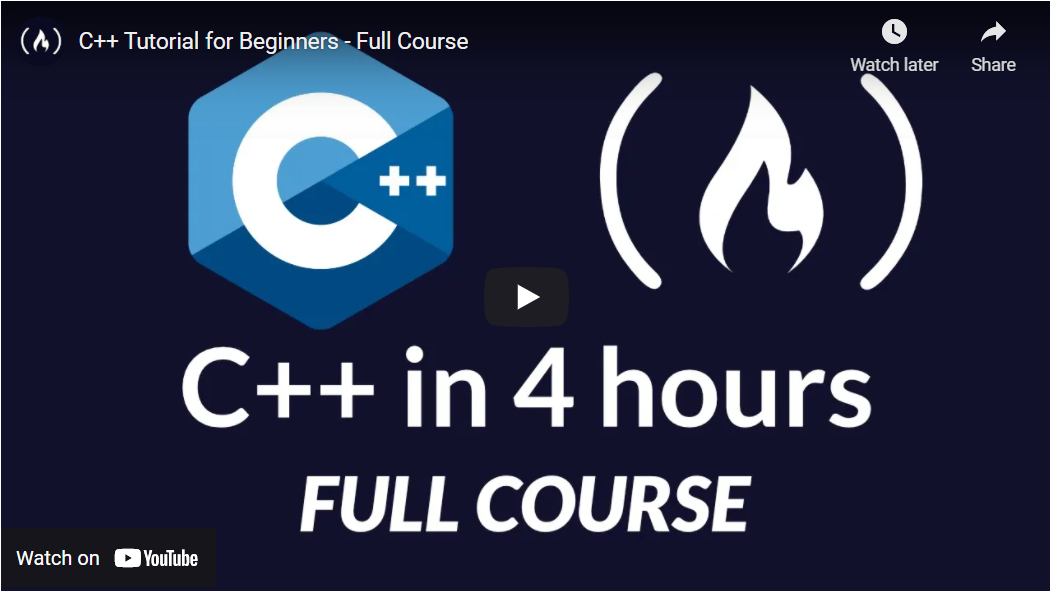 C++ Tutorial for Beginners - Full Course
Watch later
Share
C++
C++ in 4 hours
FULL COURSE
Watch on YouTube